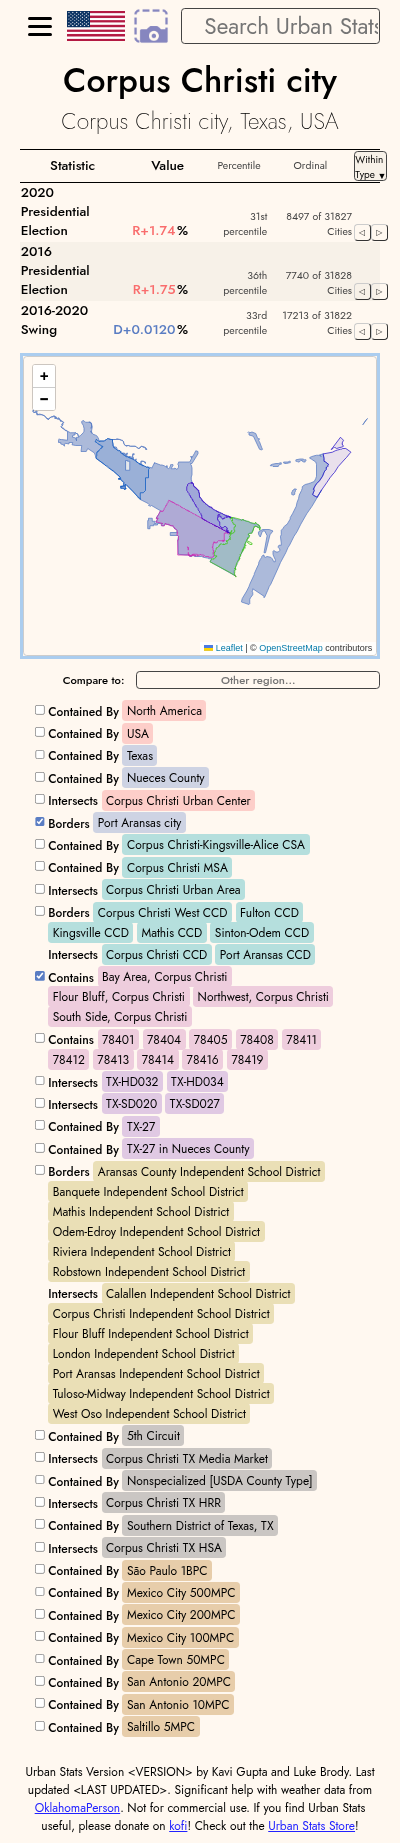 Search Urban Stats
Corpus Christi city
Corpus Christi city, Texas, USA
Statistic Value Percentile Ordinal Within Type ▼
2020
Presidential 31st 8497 of 31827
Election R+1.74% percentile Cities ◁ ▷
2016
Presidential 36th 7740 of 31828
Election R+1.75% percentile Cities ◁ ▷
2016-2020 33rd 17213 of 31822
Swing D+0.0120% percentile Cities ◁ ▷
+
−
Leaflet | © OpenStreetMap contributors
Compare to: Other region...
Contained By North America
Contained By USA
Contained By Texas
Contained By Nueces County
Intersects Corpus Christi Urban Center
Borders Port Aransas city
Contained By Corpus Christi-Kingsville-Alice CSA
Contained By Corpus Christi MSA
Intersects Corpus Christi Urban Area
Borders Corpus Christi West CCD Fulton CCD
Kingsville CCD Mathis CCD Sinton-Odem CCD
Intersects Corpus Christi CCD Port Aransas CCD
Contains Bay Area, Corpus Christi
Flour Bluff, Corpus Christi Northwest, Corpus Christi
South Side, Corpus Christi
Contains 78401 78404 78405 78408 78411
78412 78413 78414 78416 78419
Intersects TX-HD032 TX-HD034
Intersects TX-SD020 TX-SD027
Contained By TX-27
Contained By TX-27 in Nueces County
Borders Aransas County Independent School District
Banquete Independent School District
Mathis Independent School District
Odem-Edroy Independent School District
Riviera Independent School District
Robstown Independent School District
Intersects Calallen Independent School District
Corpus Christi Independent School District
Flour Bluff Independent School District
London Independent School District
Port Aransas Independent School District
Tuloso-Midway Independent School District
West Oso Independent School District
Contained By 5th Circuit
Intersects Corpus Christi TX Media Market
Contained By Nonspecialized [USDA County Type]
Intersects Corpus Christi TX HRR
Contained By Southern District of Texas, TX
Intersects Corpus Christi TX HSA
Contained By São Paulo 1BPC
Contained By Mexico City 500MPC
Contained By Mexico City 200MPC
Contained By Mexico City 100MPC
Contained By Cape Town 50MPC
Contained By San Antonio 20MPC
Contained By San Antonio 10MPC
Contained By Saltillo 5MPC
Urban Stats Version <VERSION> by Kavi Gupta and Luke Brody. Last
updated <LAST UPDATED>. Significant help with weather data from
OklahomaPerson. Not for commercial use. If you find Urban Stats
useful, please donate on kofi! Check out the Urban Stats Store!